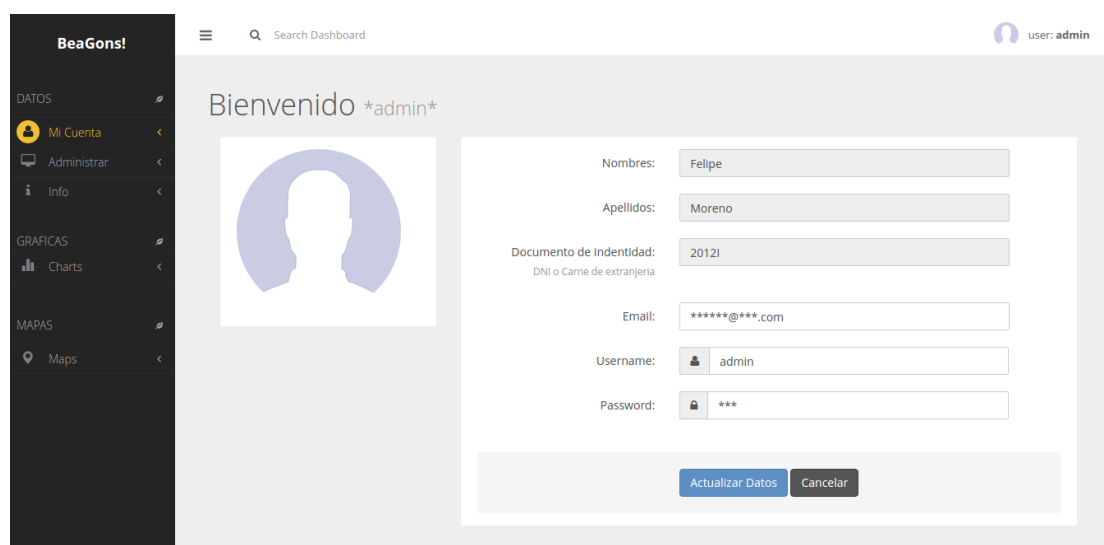 BeaGons!
Search Dashboard
user: admin
DATOS
Mi Cuenta
Administrar
Info
GRAFICAS
Charts
MAPAS
Maps
Bienvenido *admin*
Nombres: Felipe
Apellidos: Moreno
Documento de Indentidad: 2012I
DNI o Carne de extranjeria
Email: ******@***.com
Username: admin
Password: ***
Actualizar Datos Cancelar